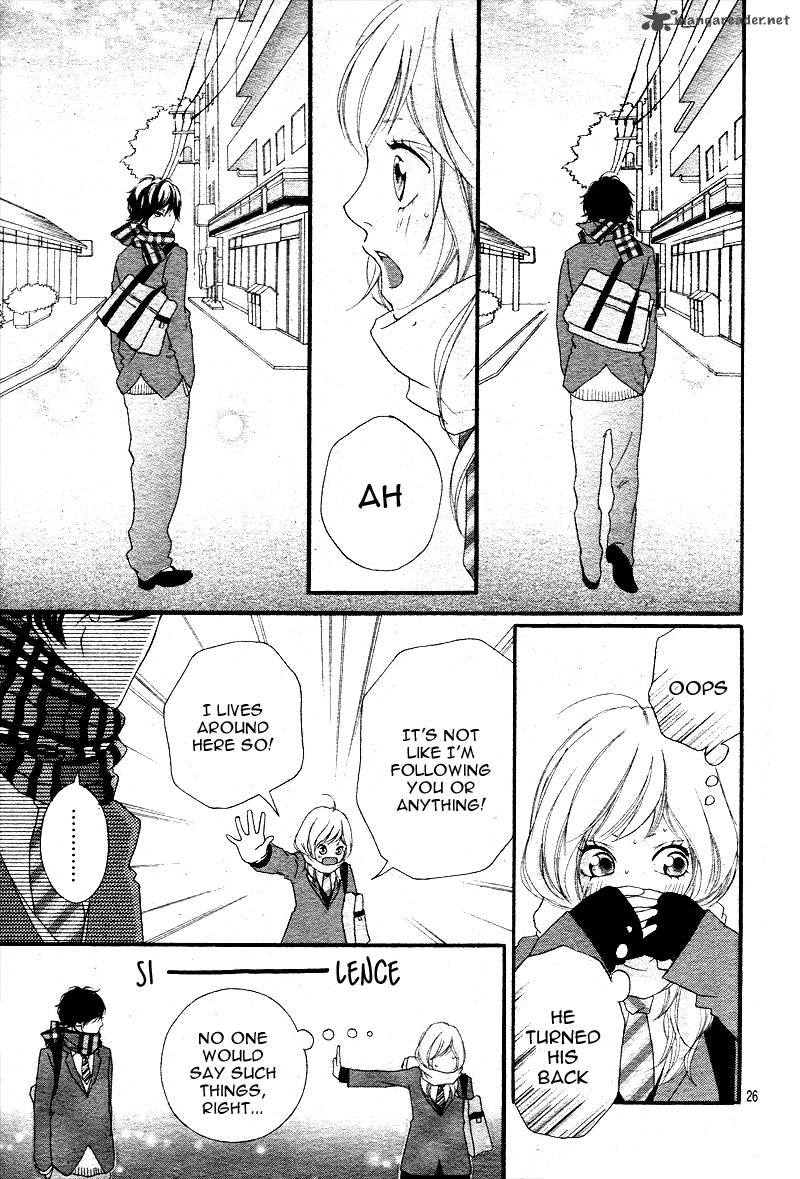 mangareader.net
AH
OOPS
HE
TURNED
HIS
BACK
IT'S NOT
LIKE I'M
FOLLOWING
YOU OR
ANYTHING!
I LIVES
AROUND
HERE SO!
.........
SI LENCE
NO ONE
WOULD
SAY SUCH
THINGS,
RIGHT...
26